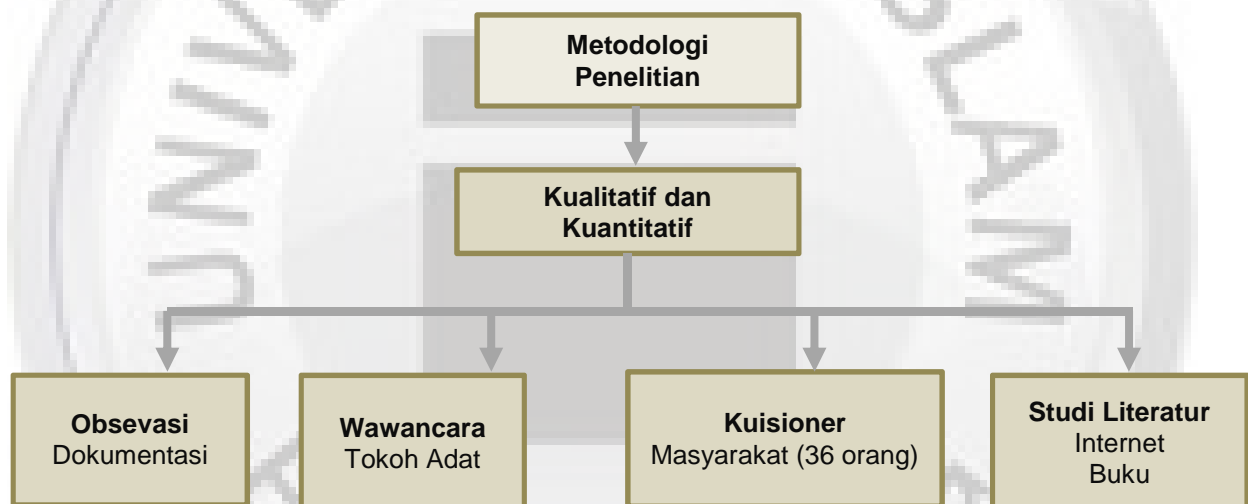 Metodologi
Penelitian
Kualitatif dan
Kuantitatif
Obsevasi
Dokumentasi
Wawancara
Tokoh Adat
Kuisioner
Masyarakat (36 orang)
Studi Literatur
Internet
Buku